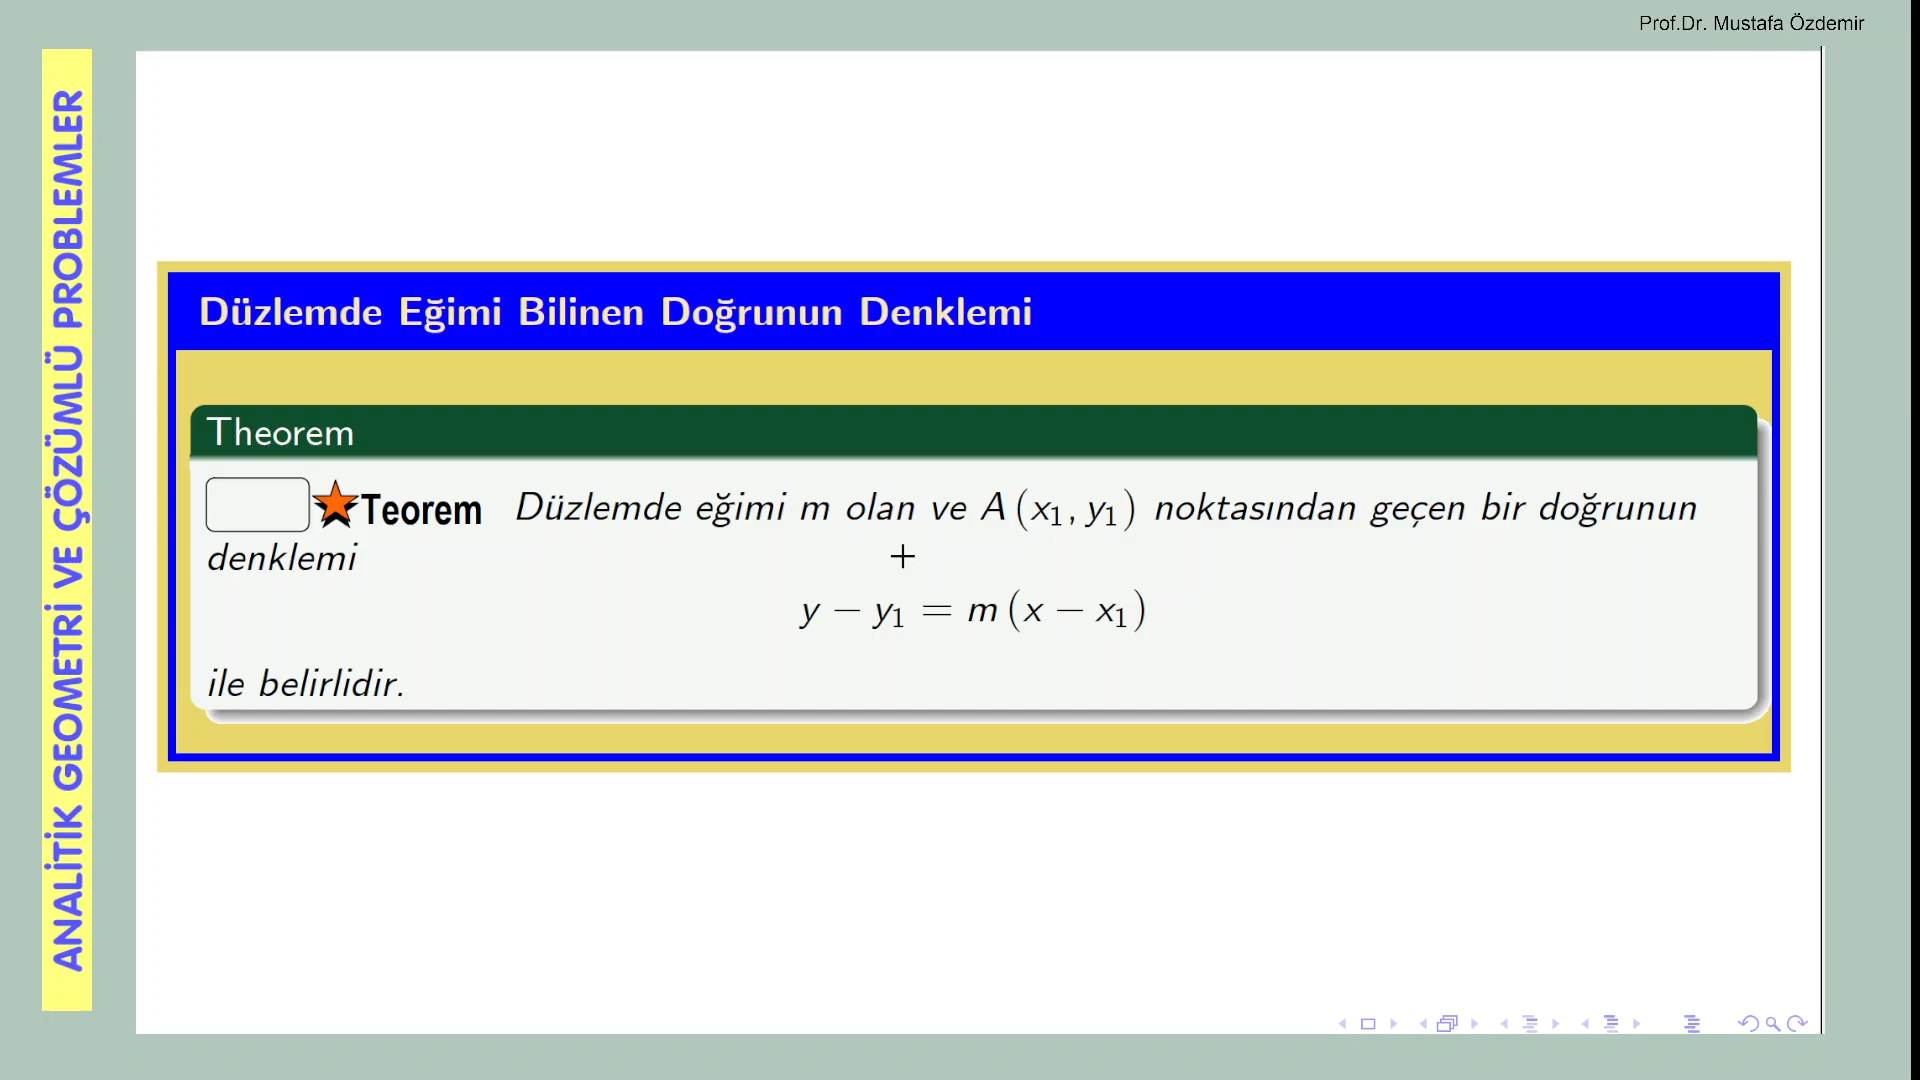 Prof.Dr. Mustafa Özdemir
ANALİTİK GEOMETRİ VE ÇÖZÜMLÜ PROBLEMLER
Düzlemde Eğimi Bilinen Doğrunun Denklemi
Theorem
Teorem Düzlemde eğimi m olan ve A (x₁, y₁) noktasından geçen bir doğrunun
denklemi
y − y₁ = m (x − x₁)
ile belirlidir.